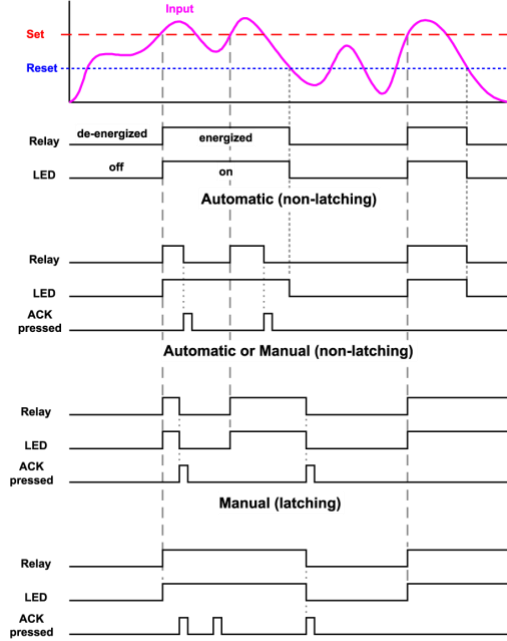 Input
Set
Reset
de-energized
energized
Relay
off
on
LED
Automatic (non-latching)
Relay
LED
ACK
pressed
Automatic or Manual (non-latching)
Relay
LED
ACK
pressed
Manual (latching)
Relay
LED
ACK
pressed